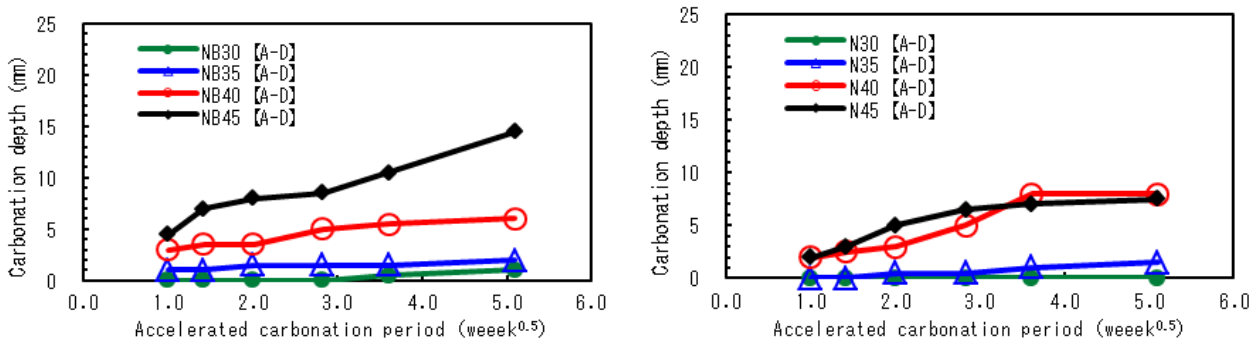 25
20
15
10
5
0
Carbonation depth (mm)
NB30 【A-D】
NB35 【A-D】
NB40 【A-D】
NB45 【A-D】
0.0 1.0 2.0 3.0 4.0 5.0 6.0
Accelerated carbonation period (weeek0.5)
25
20
15
10
5
0
Carbonation depth (mm)
N30 【A-D】
N35 【A-D】
N40 【A-D】
N45 【A-D】
0.0 1.0 2.0 3.0 4.0 5.0 6.0
Accelerated carbonation period (weeek0.5)